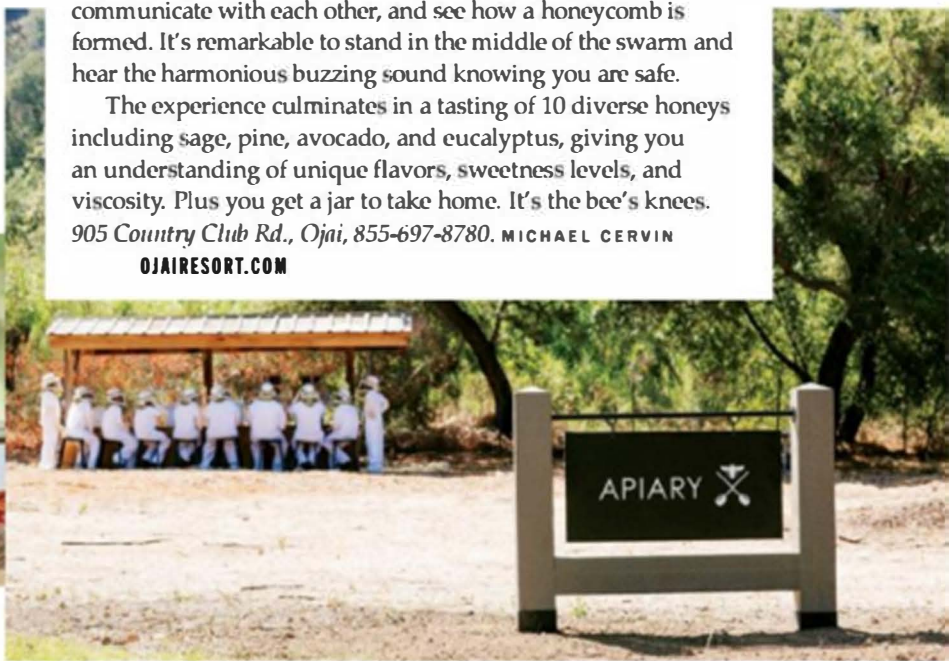 communicate with each other, and see how a honeycomb is
formed. It's remarkable to stand in the middle of the swarm and
hear the harmonious buzzing sound knowing you are safe.
The experience culminates in a tasting of 10 diverse honeys
including sage, pine, avocado, and eucalyptus, giving you
an understanding of unique flavors, sweetness levels, and
viscosity. Plus you get a jar to take home. It's the bee's knees.
905 Country Club Rd., Ojai, 855-697-8780. MICHAEL CERVIN
OJAIRESORT.COM
APIARY